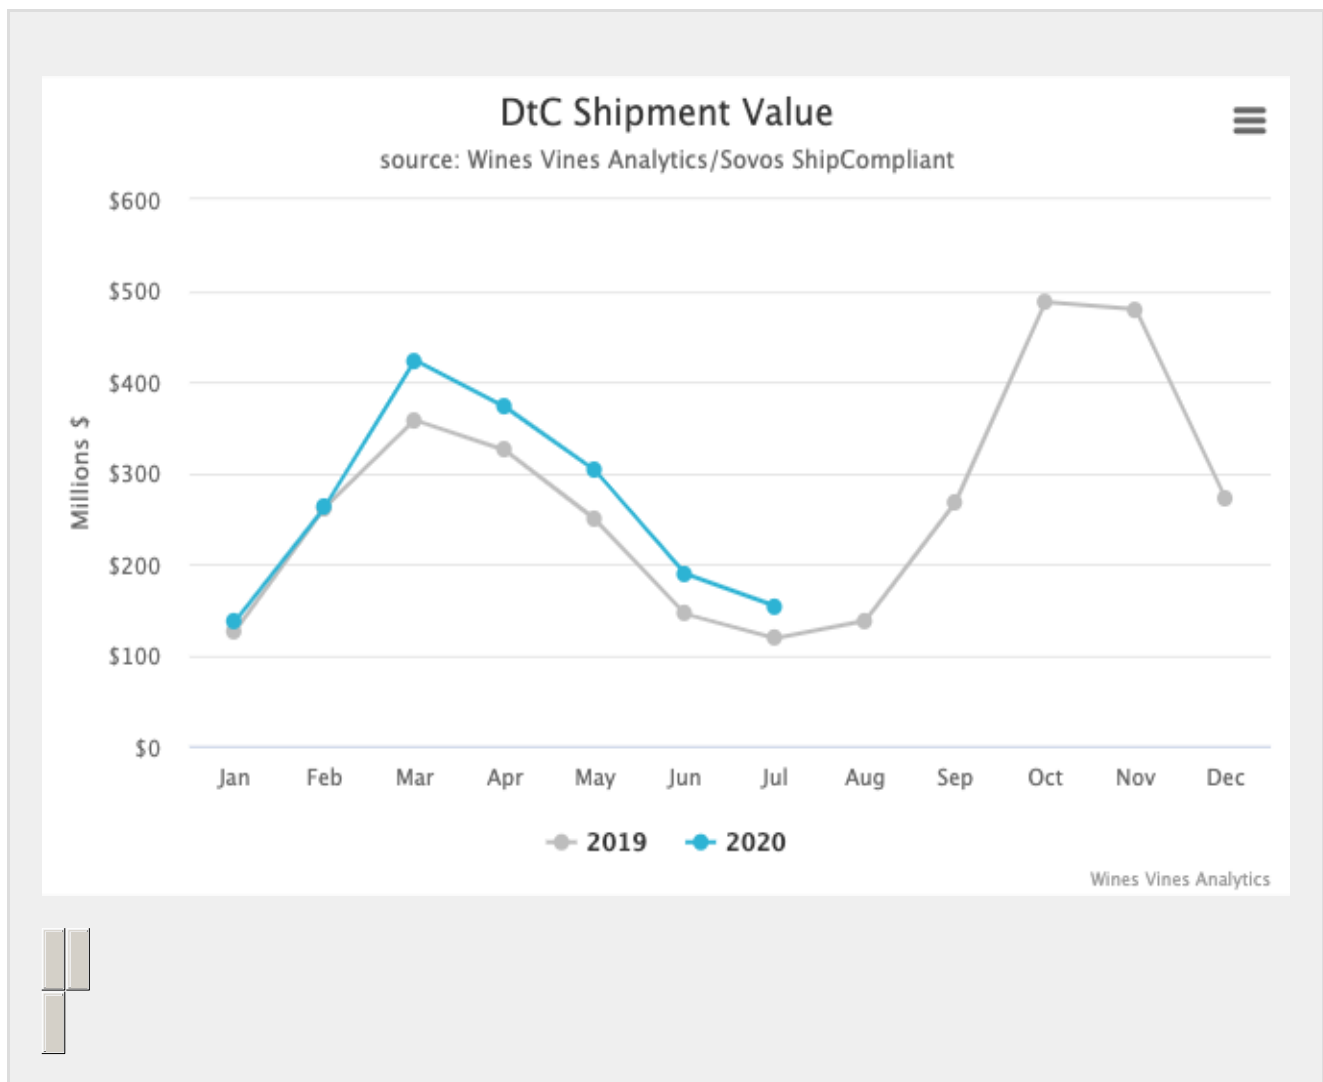 DtC Shipment Value
source: Wines Vines Analytics/Sovos ShipCompliant
Millions $
$600
$500
$400
$300
$200
$100
$0
Jan Feb Mar Apr May Jun Jul Aug Sep Oct Nov Dec
2019 2020
Wines Vines Analytics